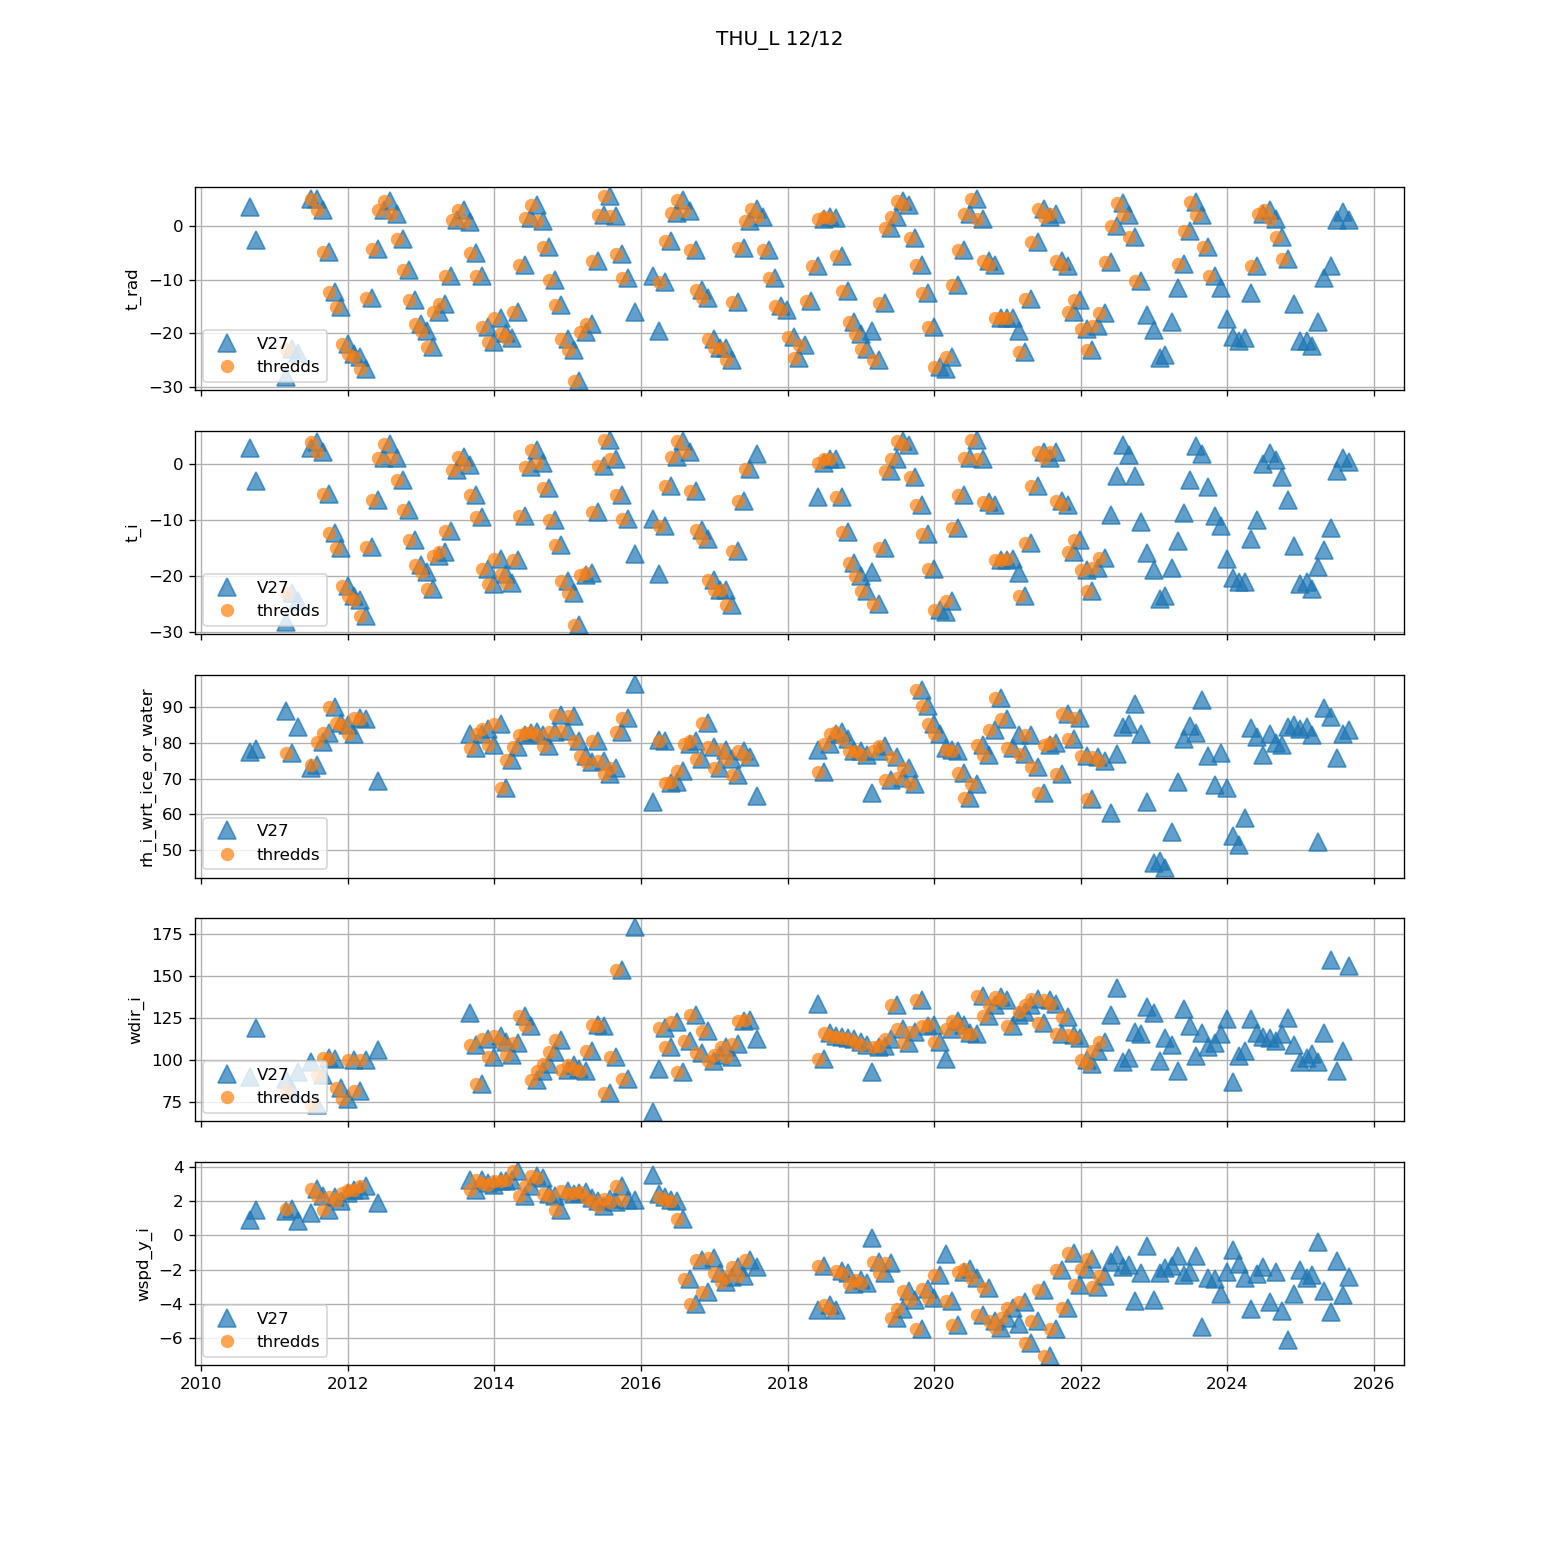 THU_L 12/12
t_rad
0
−10
−20
−30
V27
thredds
t_i
0
−10
−20
−30
V27
thredds
rh_i_wrt_ice_or_water
90
80
70
60
50
V27
thredds
wdir_i
175
150
125
100
75
V27
thredds
wspd_y_i
4
2
0
−2
−4
−6
V27
thredds
2010 2012 2014 2016 2018 2020 2022 2024 2026